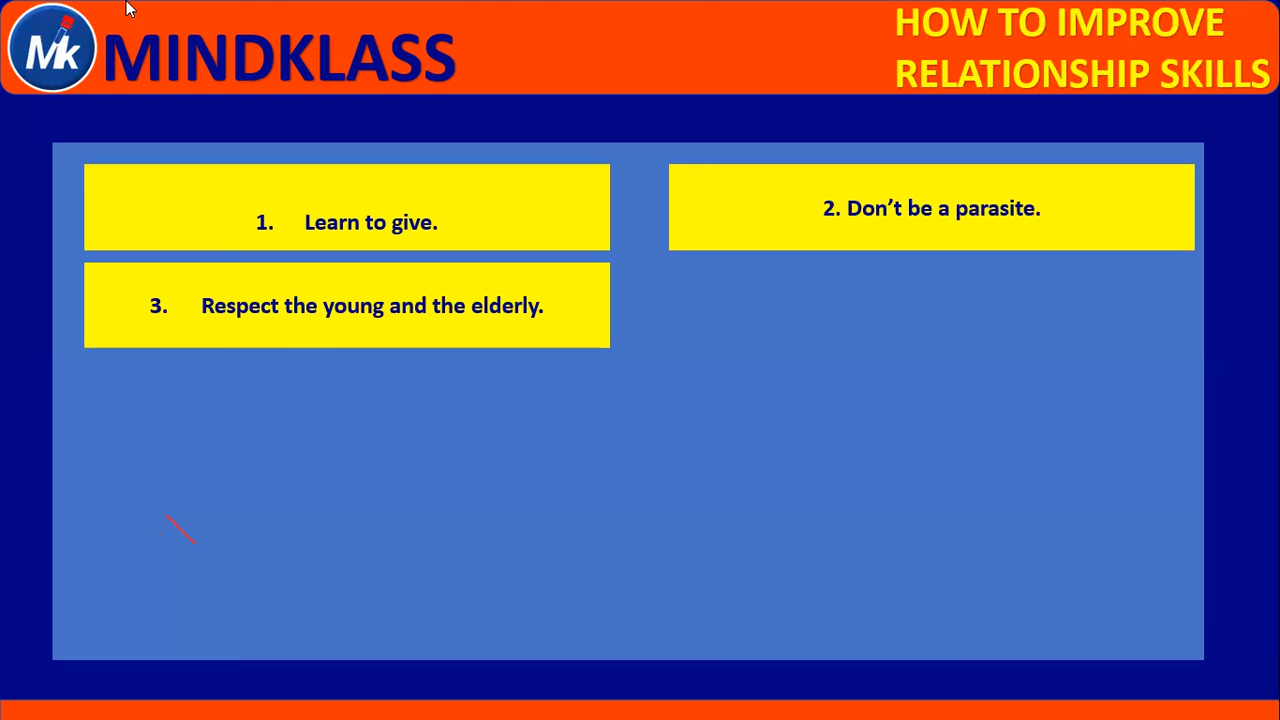 Mk MINDKLASS
HOW TO IMPROVE
RELATIONSHIP SKILLS
1. Learn to give.
2. Don’t be a parasite.
3. Respect the young and the elderly.